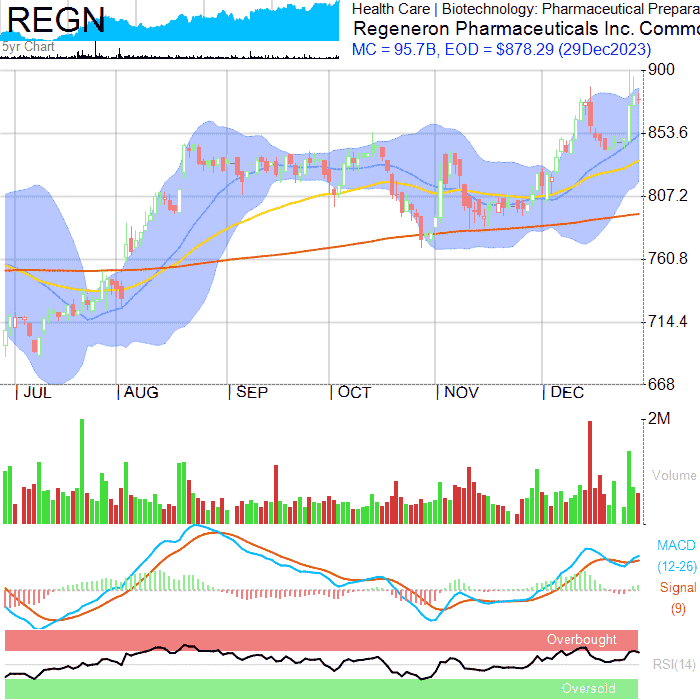 REGN
5yr Chart
Health Care | Biotechnology: Pharmaceutical Prepara
Regeneron Pharmaceuticals Inc. Commo
MC = 95.7B, EOD = $878.29 (29Dec2023)
900
853.6
807.2
760.8
714.4
668
| JUL | AUG | SEP | OCT | NOV | DEC
2M
Volume
MACD
(12-26)
Signal
(9)
Overbought
RSI(14)
Oversold